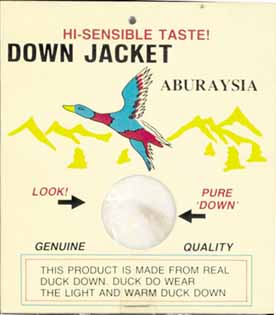 HI-SENSIBLE TASTE!
DOWN JACKET
ABURAYSIA
LOOK!
PURE
'DOWN'
GENUINE QUALITY
THIS PRODUCT IS MADE FROM REAL
DUCK DOWN. DUCK DO WEAR
THE LIGHT AND WARM DUCK DOWN